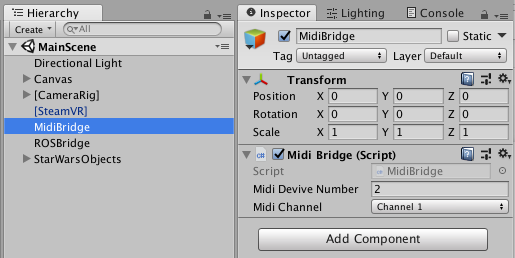 Hierarchy
Create
All
MainScene
Directional Light
Canvas
[CameraRig]
[SteamVR]
MidiBridge
ROSBridge
StarWarsObjects
Inspector
Lighting
Console
MidiBridge
Static
Tag Untagged Layer Default
Transform
Position X 0 Y 0 Z 0
Rotation X 0 Y 0 Z 0
Scale X 1 Y 1 Z 1
C#
Midi Bridge (Script)
Script MidiBridge
Midi Devive Number 2
Midi Channel Channel 1
Add Component